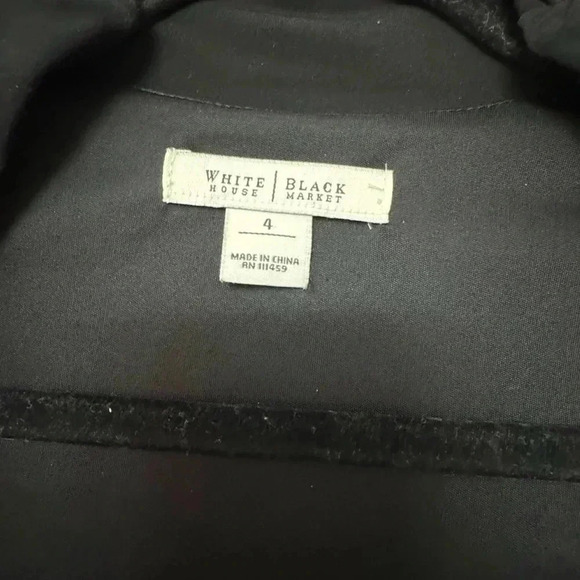 WHITE | BLACK
HOUSE | MARKET
4
MADE IN CHINA
RN 111459